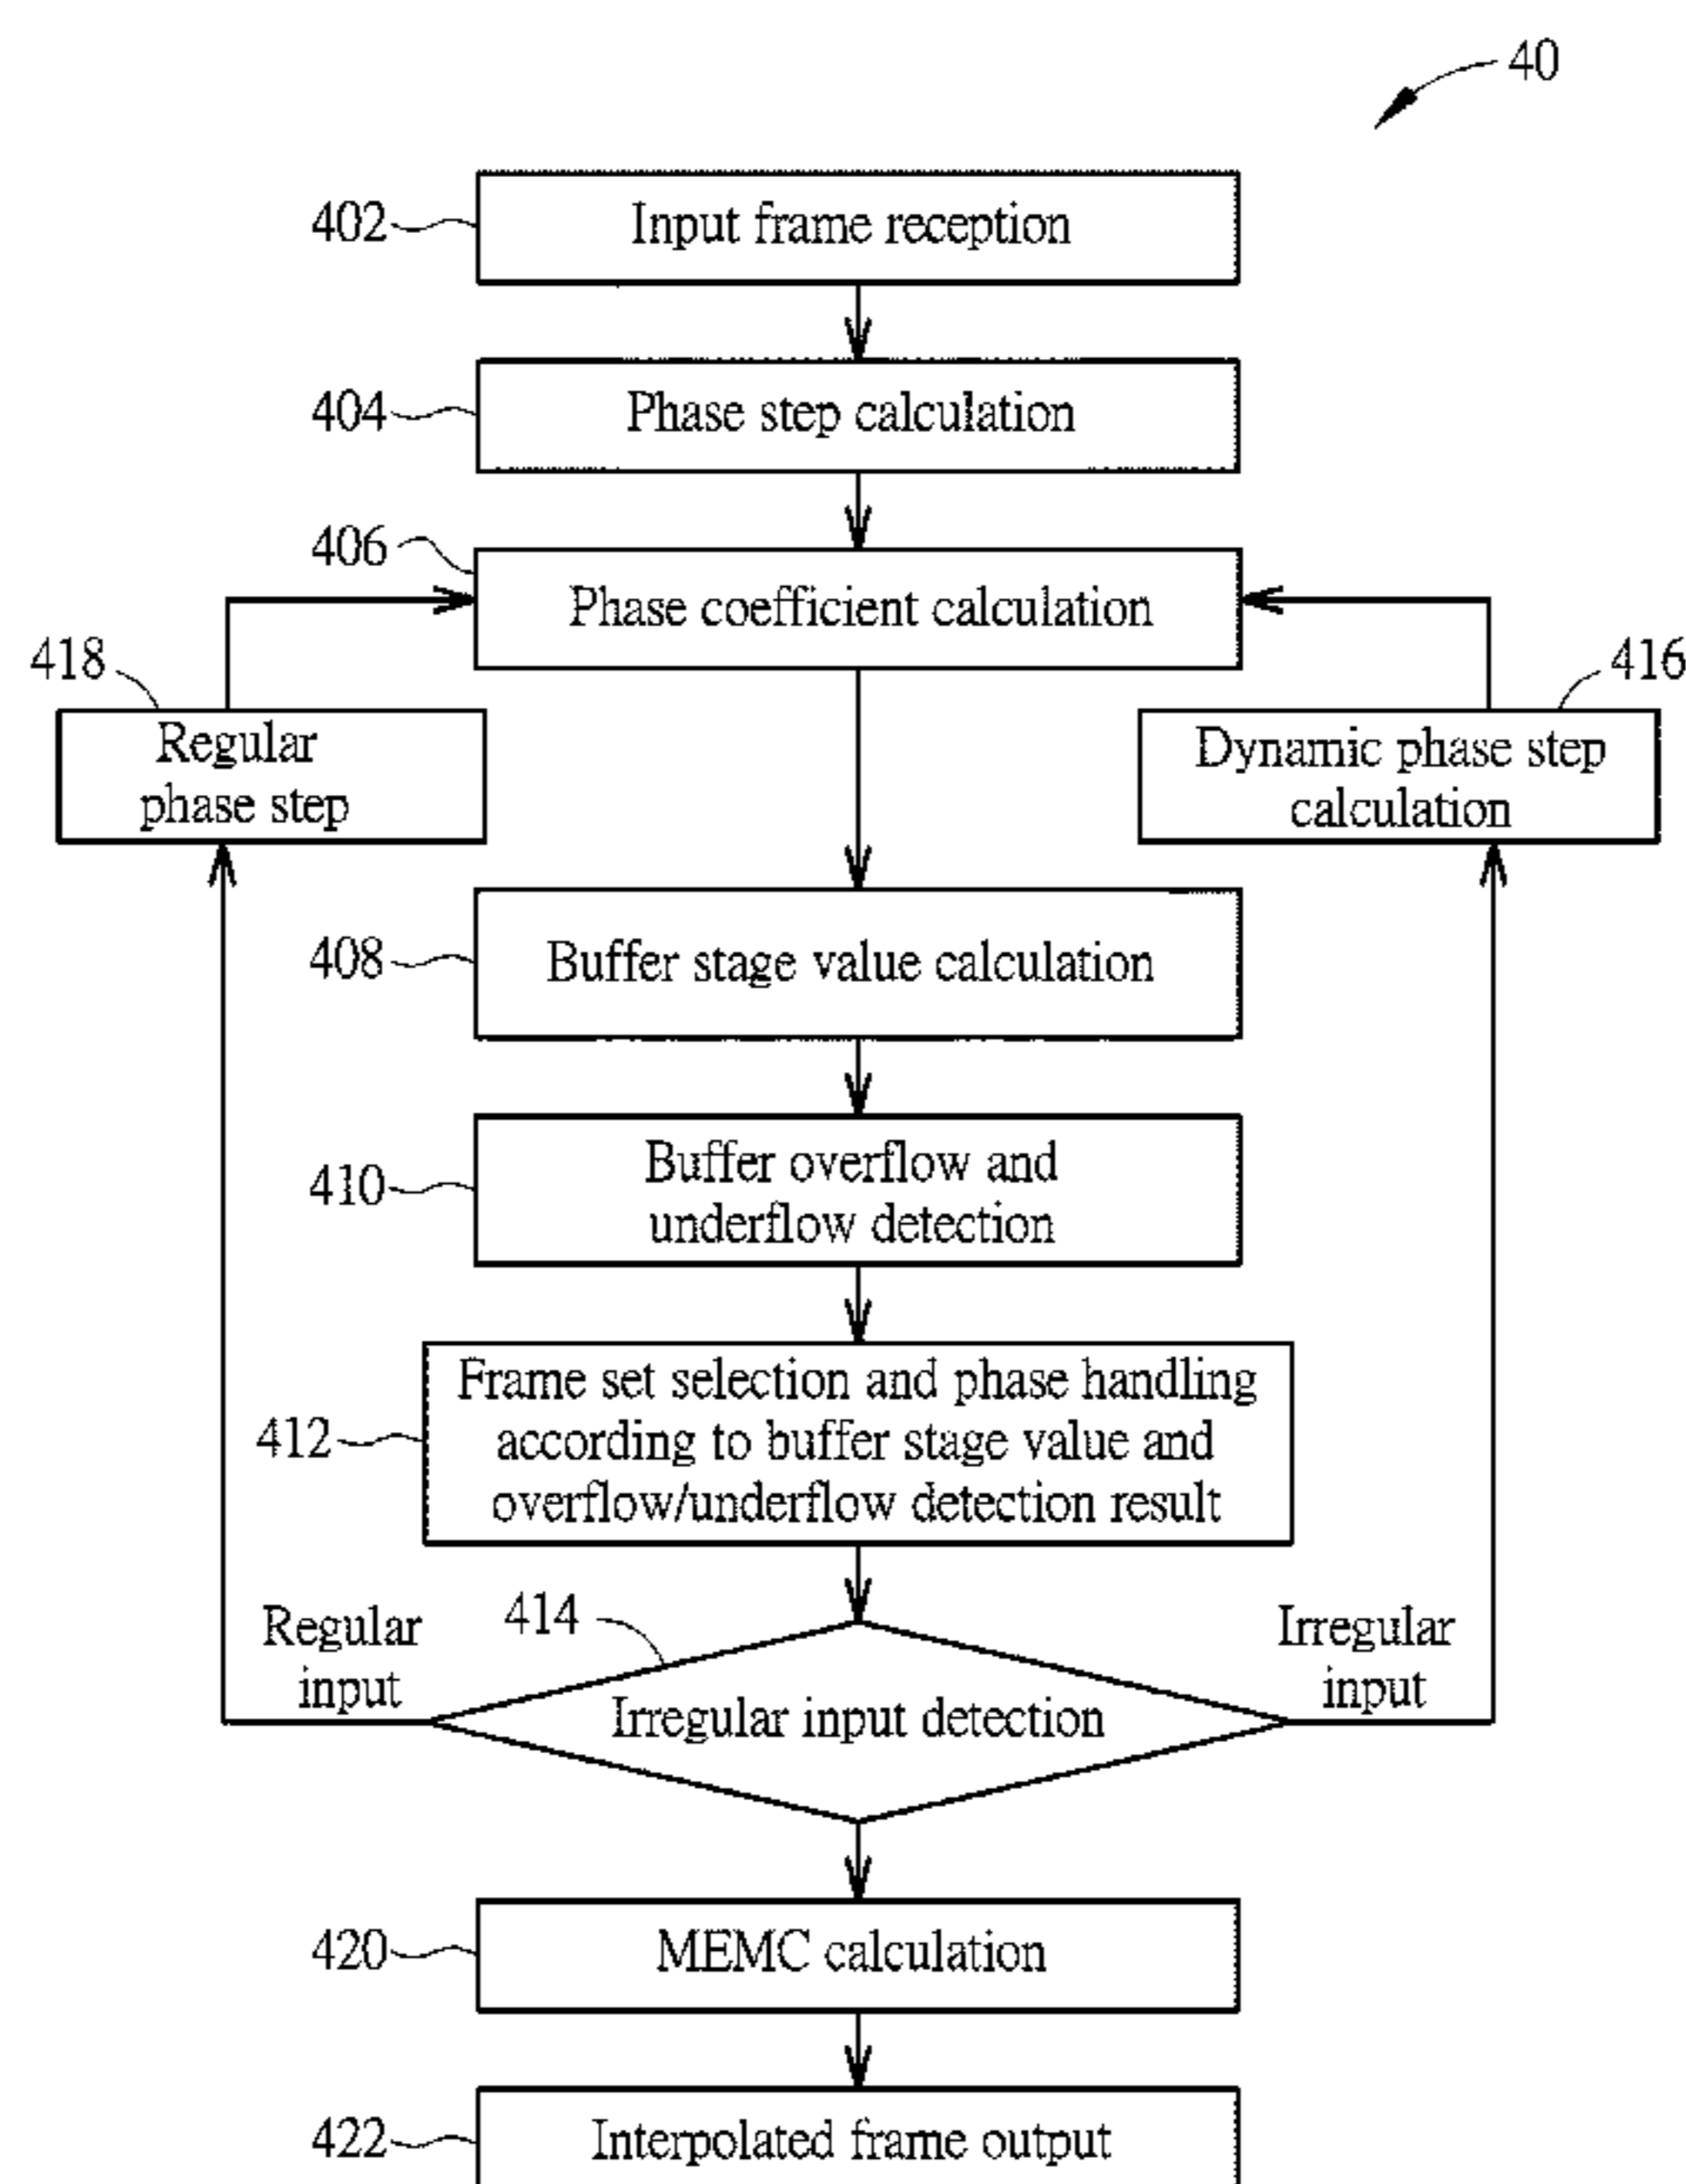 40
402
Input frame reception
404
Phase step calculation
406
Phase coefficient calculation
418
Regular
phase step
416
Dynamic phase step
calculation
408
Buffer stage value calculation
410
Buffer overflow and
underflow detection
412
Frame set selection and phase handling
according to buffer stage value and
overflow/underflow detection result
Regular
input
414
Irregular input detection
Irregular
input
420
MEMC calculation
422
Interpolated frame output